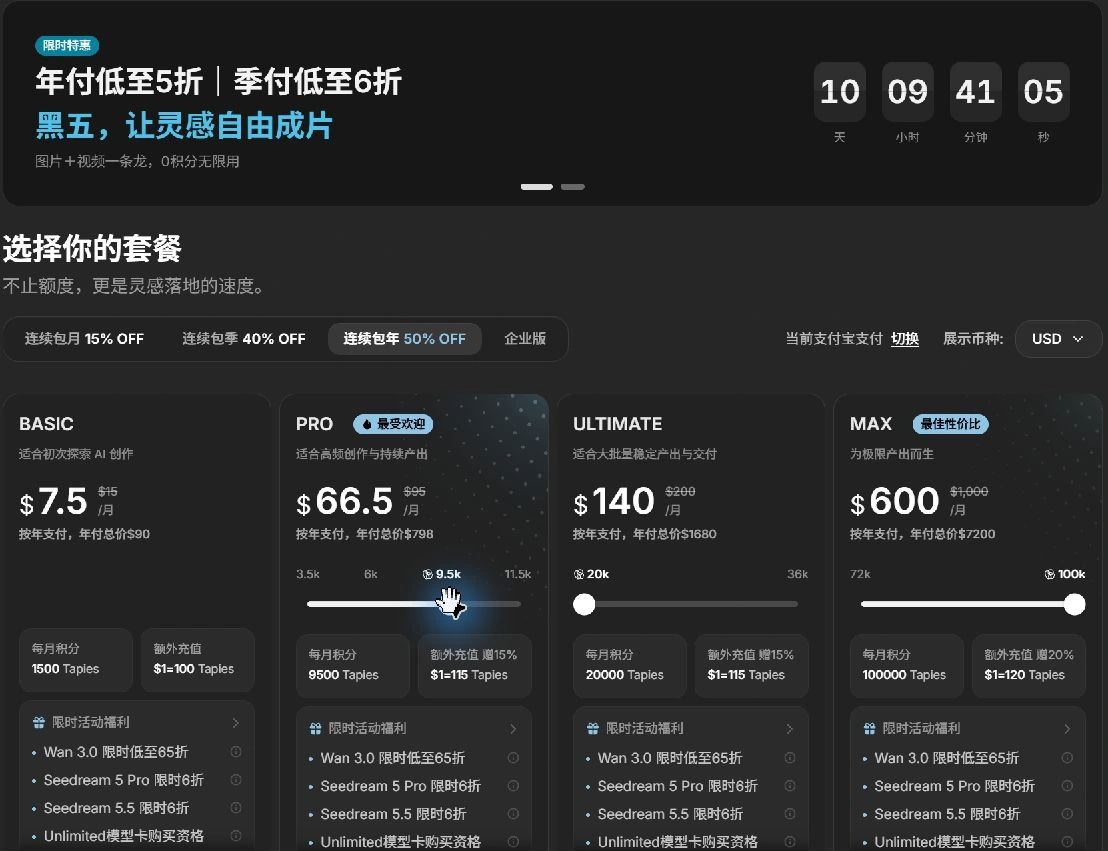 限时特惠
年付低至5折｜季付低至6折
黑五，让灵感自由成片
图片+视频一条龙，0积分无限用
10 09 41 05
天 小时 分钟 秒
选择你的套餐
不止额度，更是灵感落地的速度。
连续包月 15% OFF 连续包季 40% OFF 连续包年 50% OFF 企业版
当前支付宝支付 切换 展示币种: USD
BASIC
适合初次探索 AI 创作
$7.5 $15 /月
按年支付，年付总价$90
每月积分
1500 Tapies
额外充值
$1=100 Tapies
限时活动福利
Wan 3.0 限时低至65折
Seedream 5 Pro 限时6折
Seedream 5.5 限时6折
Unlimited模型卡购买资格
PRO 最受欢迎
适合高频创作与持续产出
$66.5 $95 /月
按年支付，年付总价$798
3.5k 6k 9.5k 11.5k
每月积分
9500 Tapies
额外充值 赠15%
$1=115 Tapies
限时活动福利
Wan 3.0 限时低至65折
Seedream 5 Pro 限时6折
Seedream 5.5 限时6折
Unlimited模型卡购买资格
ULTIMATE
适合大批量稳定产出与交付
$140 $200 /月
按年支付，年付总价$1680
20k 36k
每月积分
20000 Tapies
额外充值 赠15%
$1=115 Tapies
限时活动福利
Wan 3.0 限时低至65折
Seedream 5 Pro 限时6折
Seedream 5.5 限时6折
Unlimited模型卡购买资格
MAX 最佳性价比
为极限产出而生
$600 $1,000 /月
按年支付，年付总价$7200
72k 100k
每月积分
100000 Tapies
额外充值 赠20%
$1=120 Tapies
限时活动福利
Wan 3.0 限时低至65折
Seedream 5 Pro 限时6折
Seedream 5.5 限时6折
Unlimited模型卡购买资格